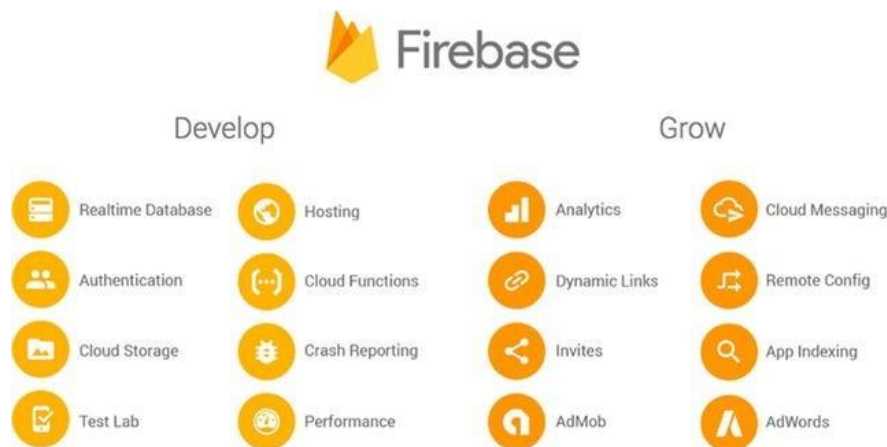 Firebase
Develop
Grow
Realtime Database
Hosting
Analytics
Cloud Messaging
Authentication
Cloud Functions
Dynamic Links
Remote Config
Cloud Storage
Crash Reporting
Invites
App Indexing
Test Lab
Performance
AdMob
AdWords